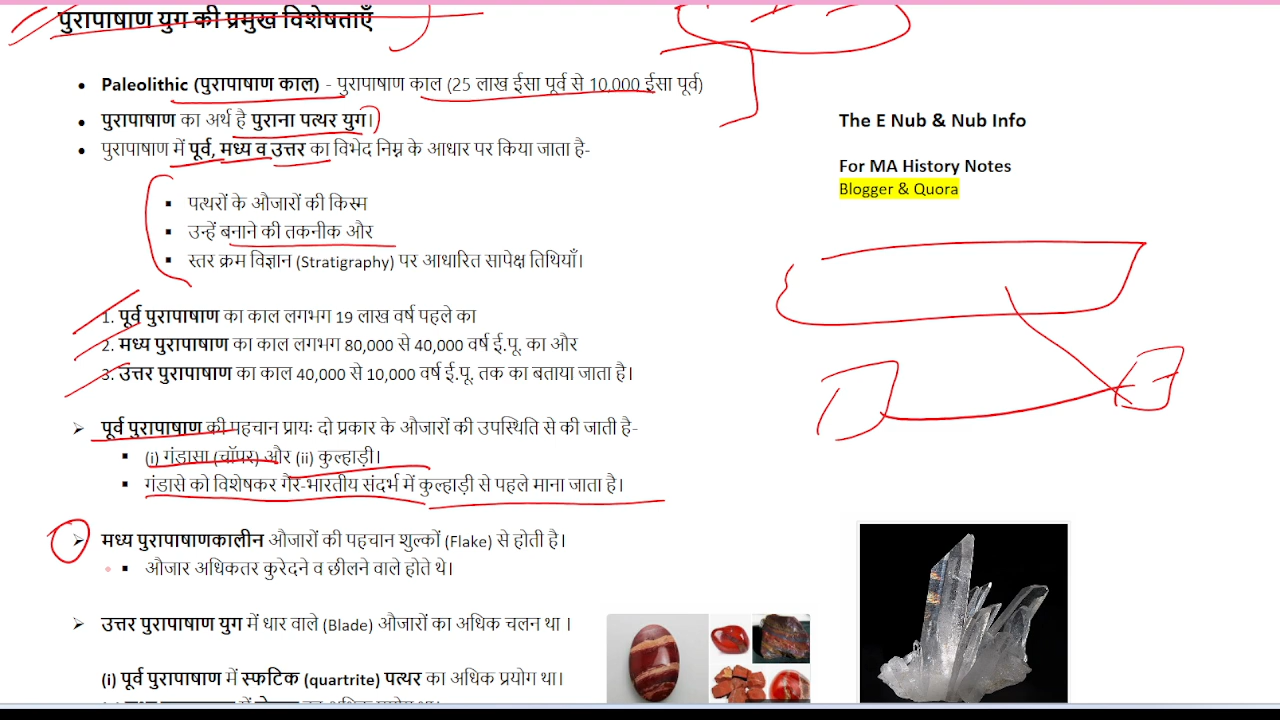 पुरापाषाण युग की प्रमुख विशेषताएँ
• Paleolithic (पुरापाषाण काल) - पुरापाषाण काल (25 लाख ईसा पूर्व से 10,000 ईसा पूर्व)
• पुरापाषाण का अर्थ है पुराना पत्थर युग।
• पुरापाषाण में पूर्व, मध्य व उत्तर का विभेद निम्न के आधार पर किया जाता है-
▪ पत्थरों के औजारों की किस्म
▪ उन्हें बनाने की तकनीक और
▪ स्तर क्रम विज्ञान (Stratigraphy) पर आधारित सापेक्ष तिथियाँ।
1. पूर्व पुरापाषाण का काल लगभग 19 लाख वर्ष पहले का
2. मध्य पुरापाषाण का काल लगभग 80,000 से 40,000 वर्ष ई.पू. का और
3. उत्तर पुरापाषाण का काल 40,000 से 10,000 वर्ष ई.पू. तक का बताया जाता है।
➢ पूर्व पुरापाषाण की पहचान प्रायः दो प्रकार के औजारों की उपस्थिति से की जाती है-
▪ (i) गंडासा (चॉपर) और (ii) कुल्हाड़ी।
▪ गंडासे को विशेषकर गैर-भारतीय संदर्भ में कुल्हाड़ी से पहले माना जाता है।
➢ मध्य पुरापाषाणकालीन औजारों की पहचान शुल्कों (Flake) से होती है।
▪ औजार अधिकतर कुरेदने व छीलने वाले होते थे।
➢ उत्तर पुरापाषाण युग में धार वाले (Blade) औजारों का अधिक चलन था ।
(i) पूर्व पुरापाषाण में स्फटिक (quartrite) पत्थर का अधिक प्रयोग था।
The E Nub & Nub Info
For MA History Notes
Blogger & Quora